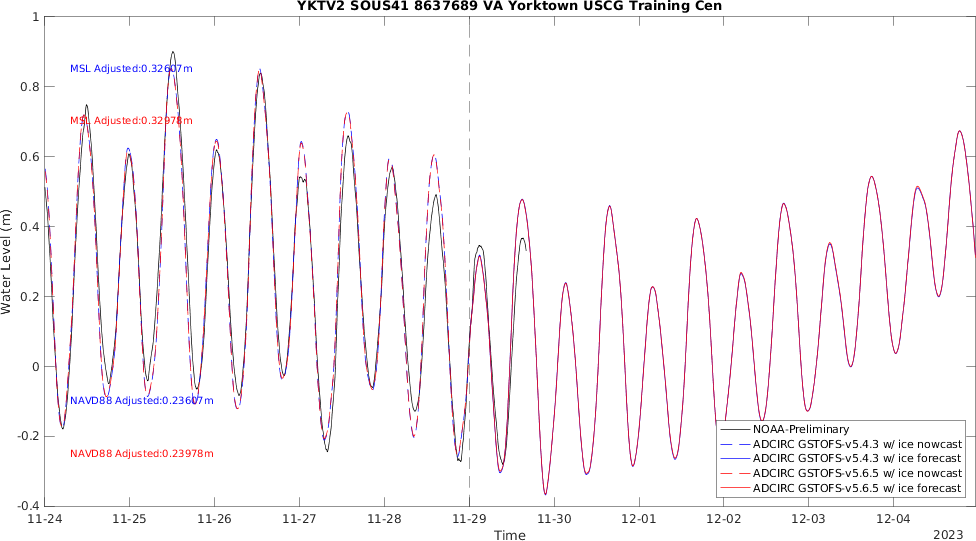 YKTV2 SOUS41 8637689 VA Yorktown USCG Training Cen
1
0.8
0.6
0.4
0.2
0
-0.2
-0.4
Water Level (m)
MSL Adjusted:0.32607m
MSL Adjusted:0.32978m
NAVD88 Adjusted:0.23607m
NAVD88 Adjusted:0.23978m
NOAA-Preliminary
ADCIRC GSTOFS-v5.4.3 w/ ice nowcast
ADCIRC GSTOFS-v5.4.3 w/ ice forecast
ADCIRC GSTOFS-v5.6.5 w/ ice nowcast
ADCIRC GSTOFS-v5.6.5 w/ ice forecast
11-24 11-25 11-26 11-27 11-28 11-29 11-30 12-01 12-02 12-03 12-04
Time
2023